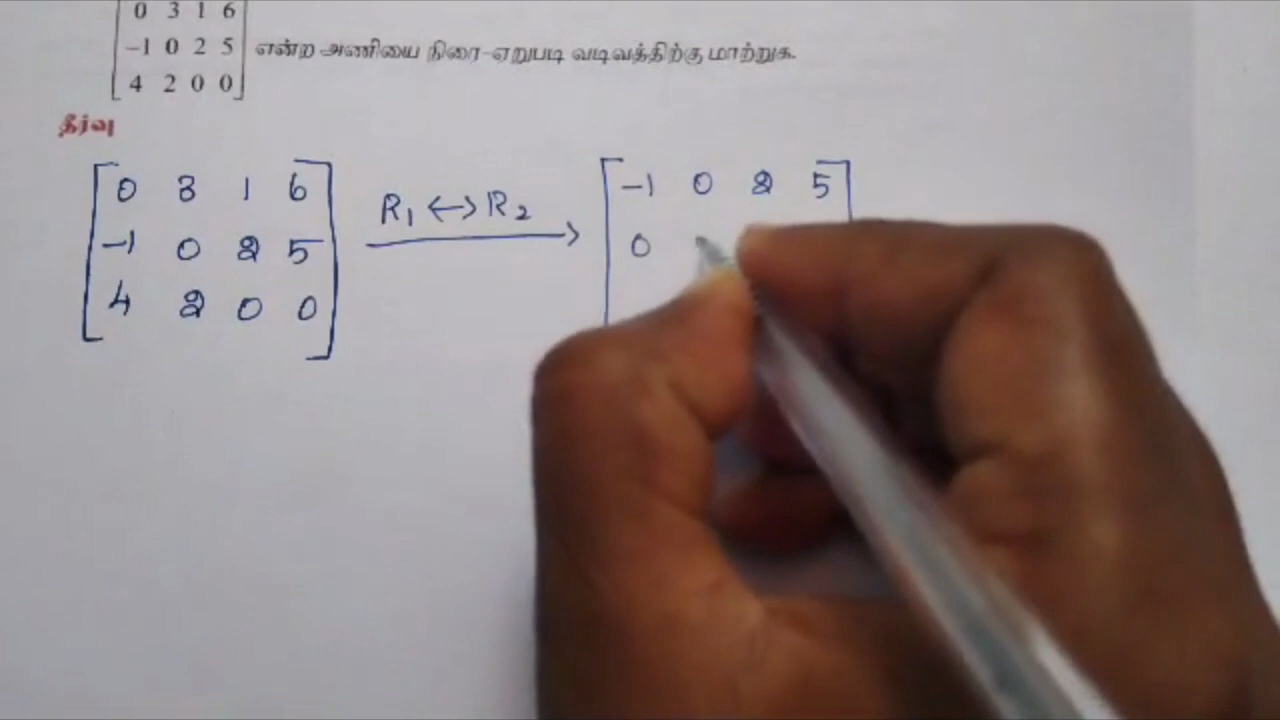 0 3 1 6
-1 0 2 5 என்ற அணியை நிரை-ஏறுபடி வடிவத்திற்கு மாற்றுக.
4 2 0 0
தீர்வு
0 3 1 6 R₁ ↔ R₂ -1 0 2 5
-1 0 2 5 0
4 2 0 0